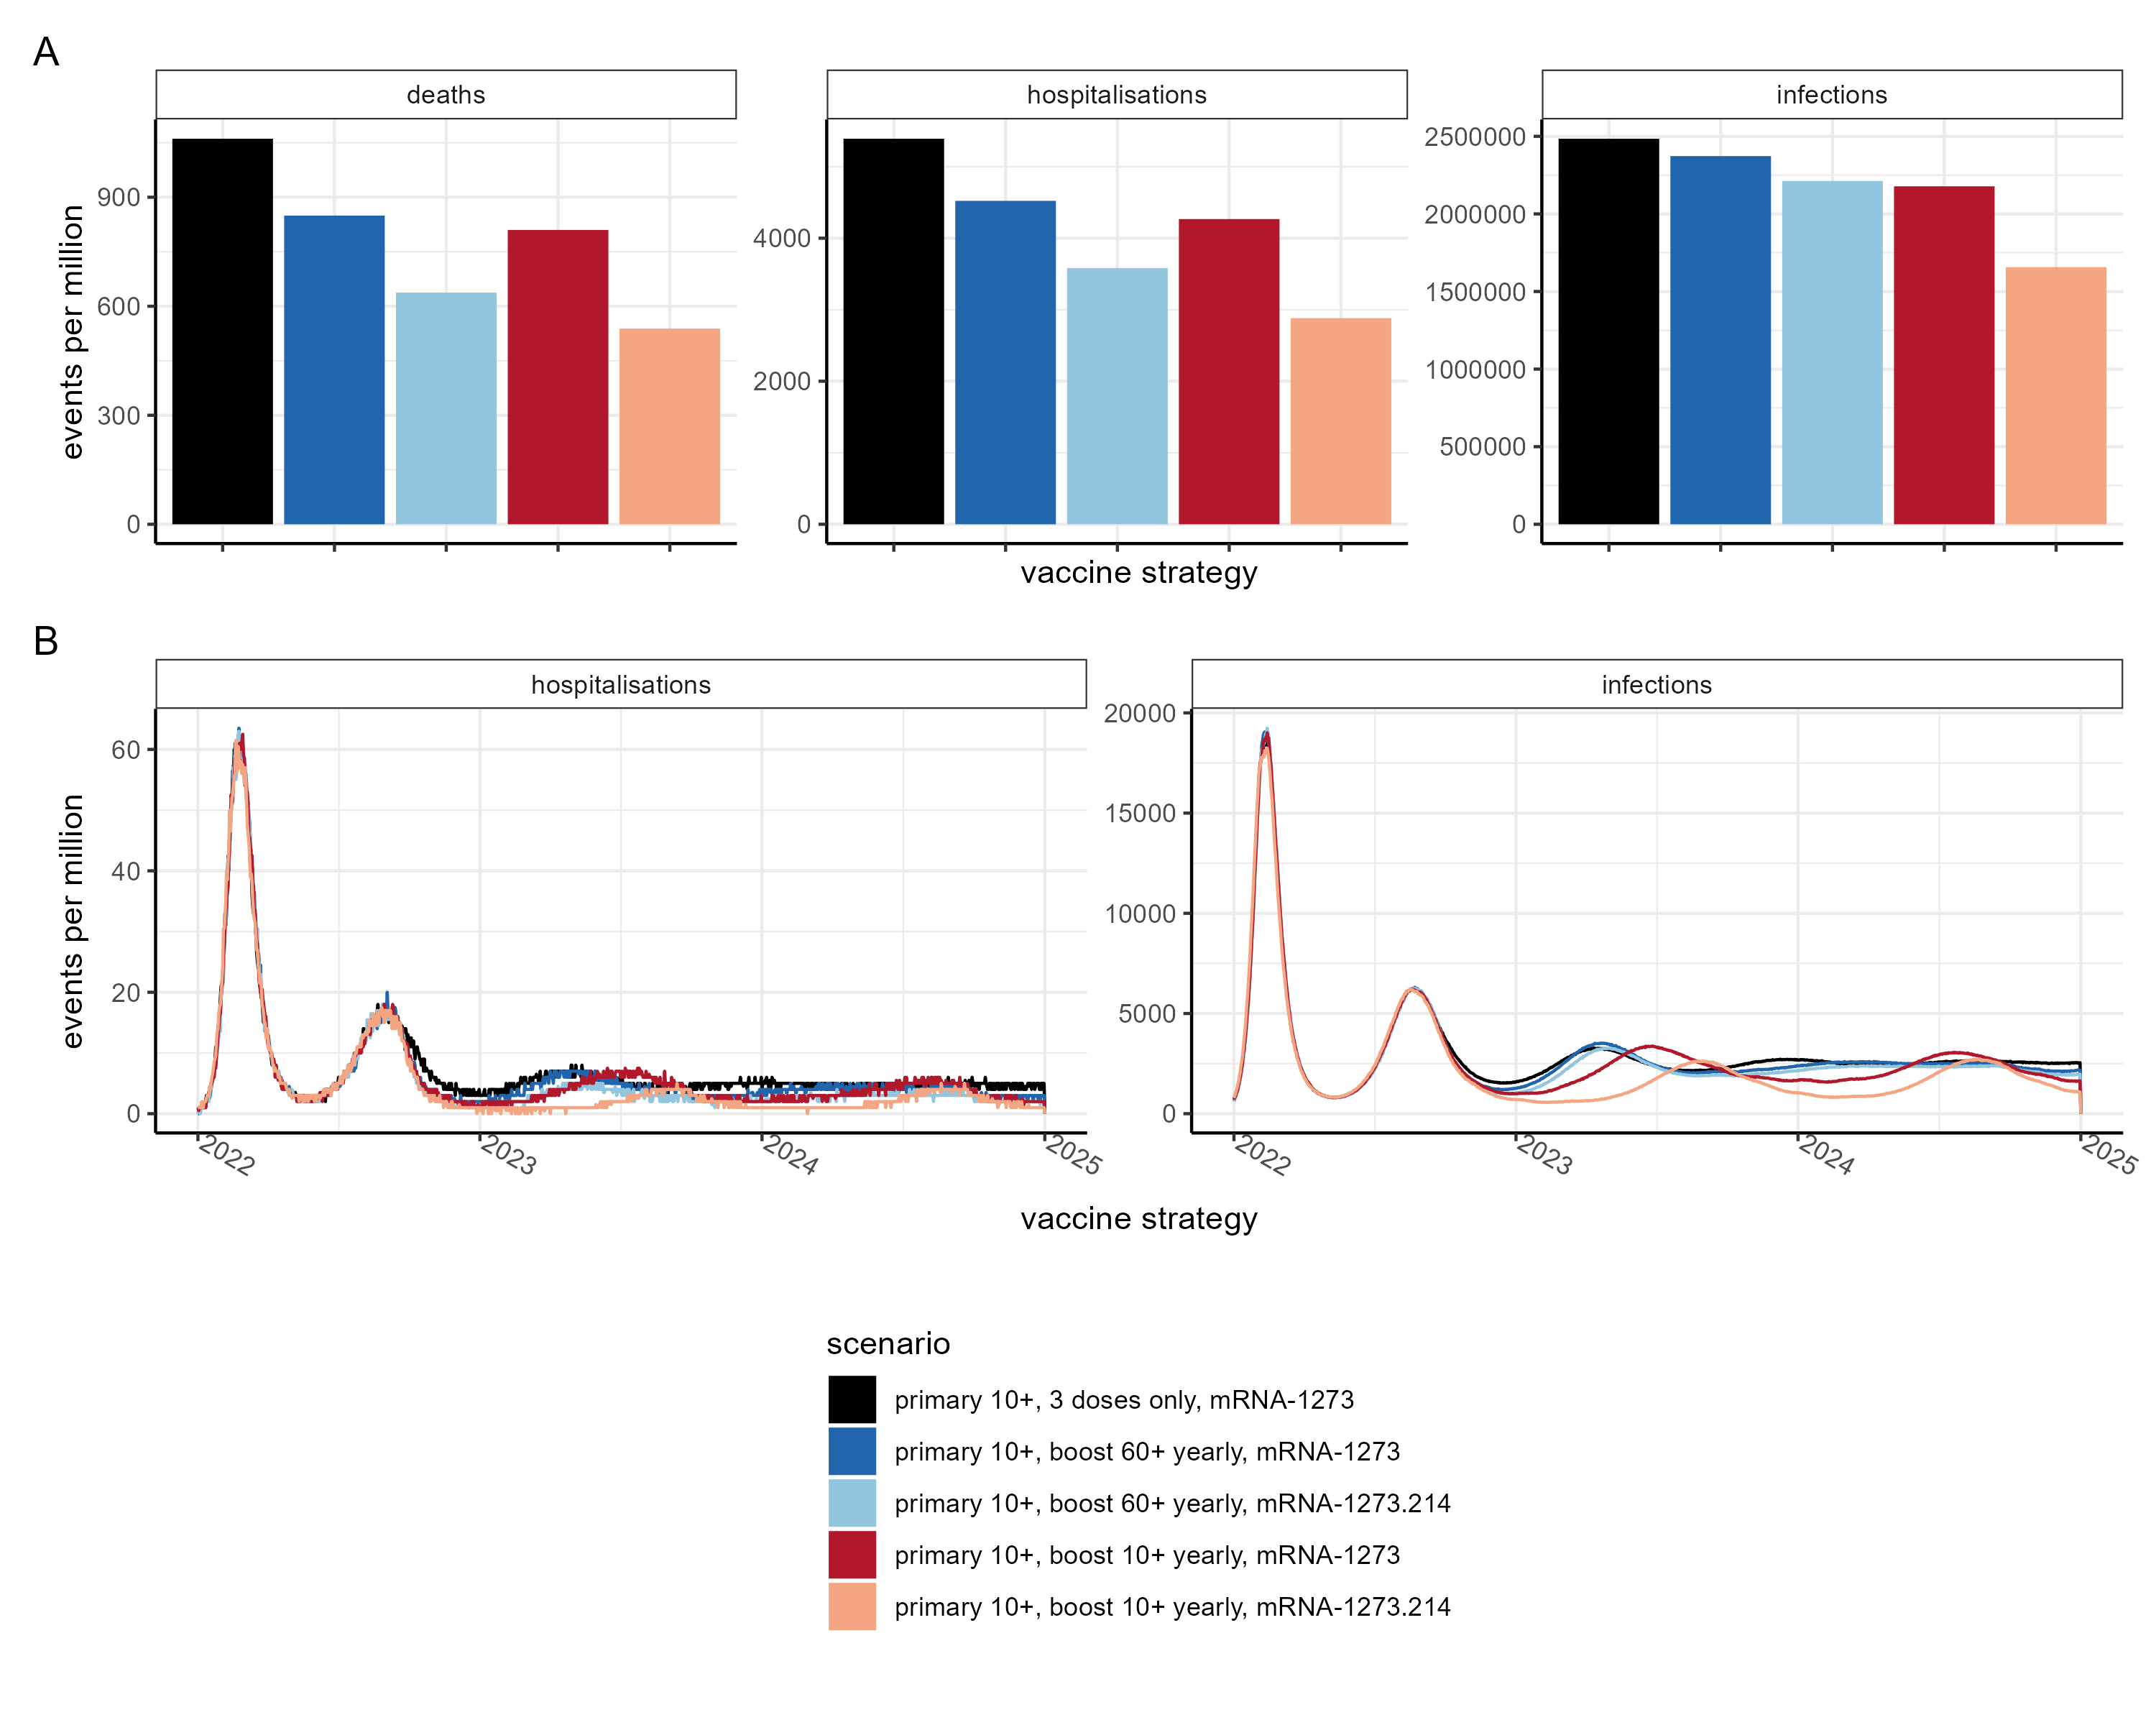 A
deaths
hospitalisations
infections
events per million
900
600
300
0
4000
2000
0
2500000
2000000
1500000
1000000
500000
0
vaccine strategy
B
hospitalisations
infections
events per million
60
40
20
0
20000
15000
10000
5000
0
2022
2023
2024
2025
2022
2023
2024
2025
vaccine strategy
scenario
primary 10+, 3 doses only, mRNA-1273
primary 10+, boost 60+ yearly, mRNA-1273
primary 10+, boost 60+ yearly, mRNA-1273.214
primary 10+, boost 10+ yearly, mRNA-1273
primary 10+, boost 10+ yearly, mRNA-1273.214